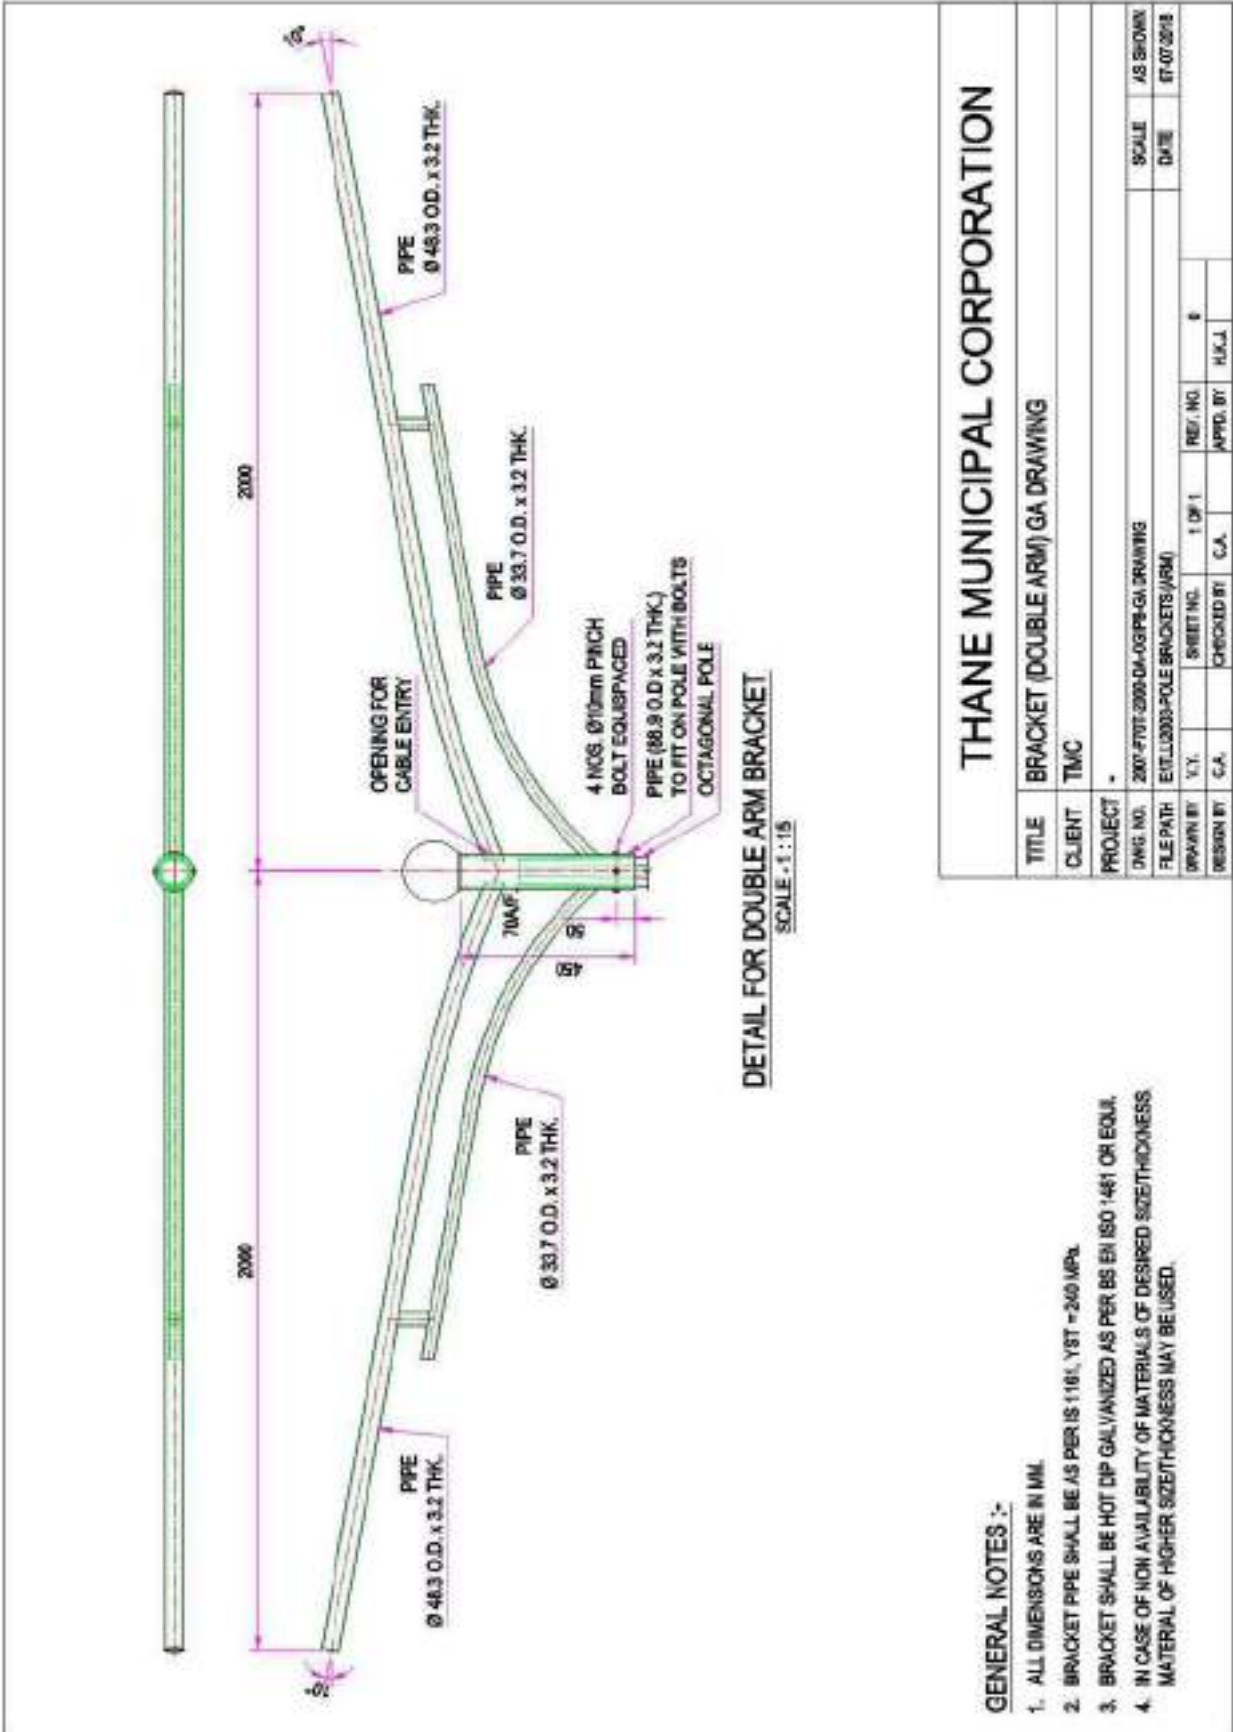 2000
2000
10°
10°
PIPE
Ø 48.3 O.D. x 3.2 THK.
PIPE
Ø 33.7 O.D. x 3.2 THK.
OPENING FOR
CABLE ENTRY
PIPE
Ø 33.7 O.D. x 3.2 THK.
PIPE
Ø 48.3 O.D. x 3.2 THK.
70A/F
450
4 NOS. Ø10mm PINCH
BOLT EQUISPACED
PIPE (88.9 O.D x 3.2 THK.)
TO FIT ON POLE WITH BOLTS
OCTAGONAL POLE
DETAIL FOR DOUBLE ARM BRACKET
SCALE - 1 : 15
GENERAL NOTES :-
1. ALL DIMENSIONS ARE IN MM.
2. BRACKET PIPE SHALL BE AS PER IS 1161, YST = 240 MPa.
3. BRACKET SHALL BE HOT DIP GALVANIZED AS PER BS EN ISO 1461 OR EQUI.
4. IN CASE OF NON AVAILABILITY OF MATERIALS OF DESIRED SIZE/THICKNESS.
MATERIAL OF HIGHER SIZE/THICKNESS MAY BE USED.
THANE MUNICIPAL CORPORATION
TITLE BRACKET (DOUBLE ARM) GA DRAWING
CLIENT TMC
PROJECT -
DWG. NO. SCALE AS SHOWN
FILE PATH DATE 07-07-2018
DRAWN BY V.Y. SHEET NO. 1 OF 1 REV. NO. 0
DESIGN BY C.A. CHECKED BY C.A. APPD. BY H.K.J.